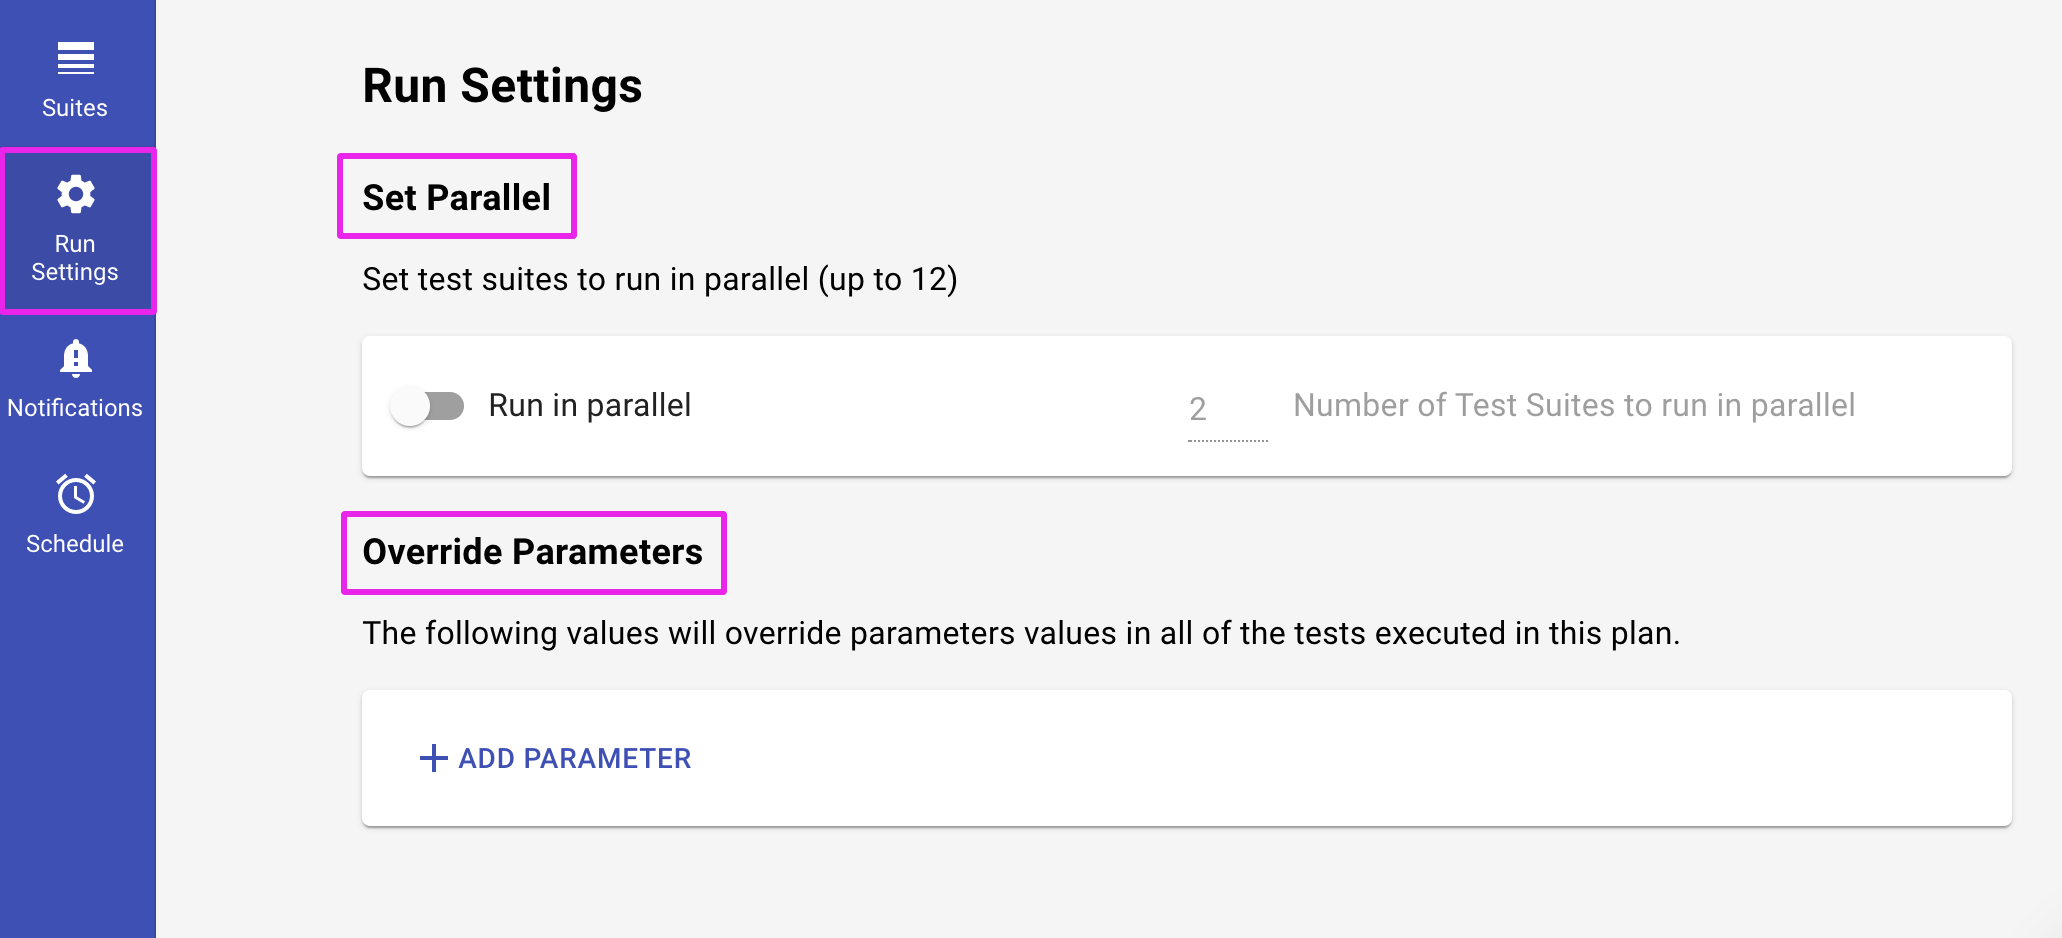 Suites
Run
Settings
Notifications
Schedule
Run Settings
Set Parallel
Set test suites to run in parallel (up to 12)
Run in parallel
2 Number of Test Suites to run in parallel
Override Parameters
The following values will override parameters values in all of the tests executed in this plan.
+ ADD PARAMETER